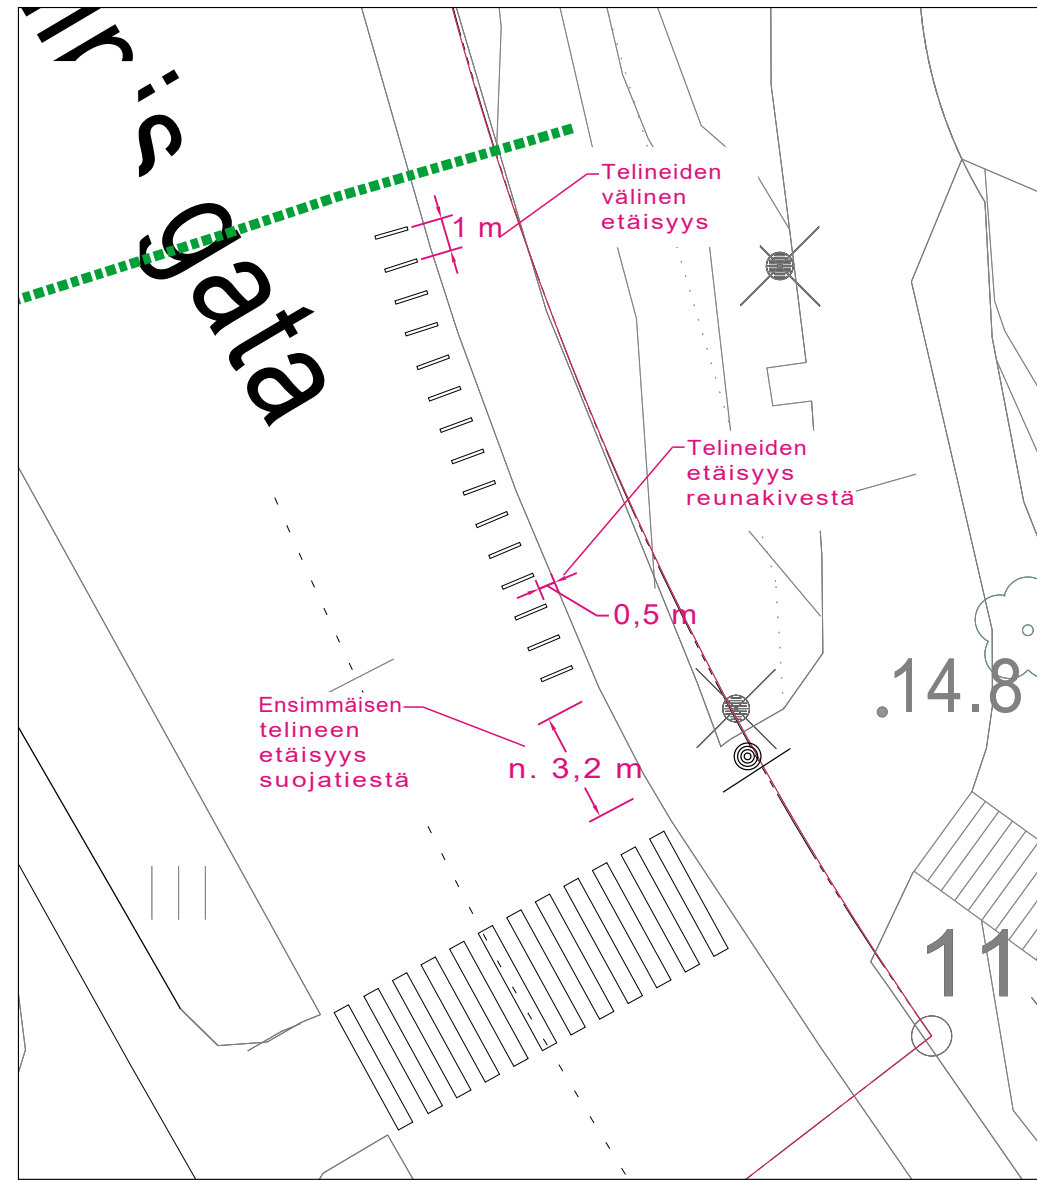 gata
Telineiden
välinen
etäisyys
1 m
Telineiden
etäisyys
reunakivestä
0,5 m
Ensimmäisen
telineen
etäisyys
suojatiestä
n. 3,2 m
.14.8
11